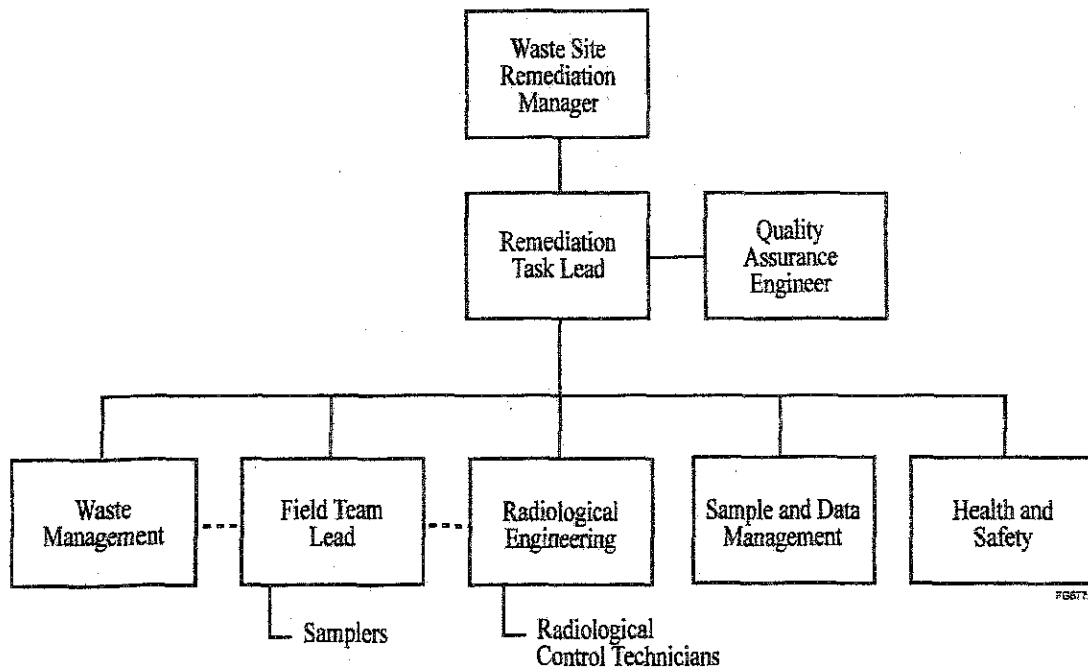 Waste Site
Remediation
Manager
Remediation
Task Lead
Quality
Assurance
Engineer
Waste
Management
Field Team
Lead
Radiological
Engineering
Sample and Data
Management
Health and
Safety
Samplers
Radiological
Control Technicians